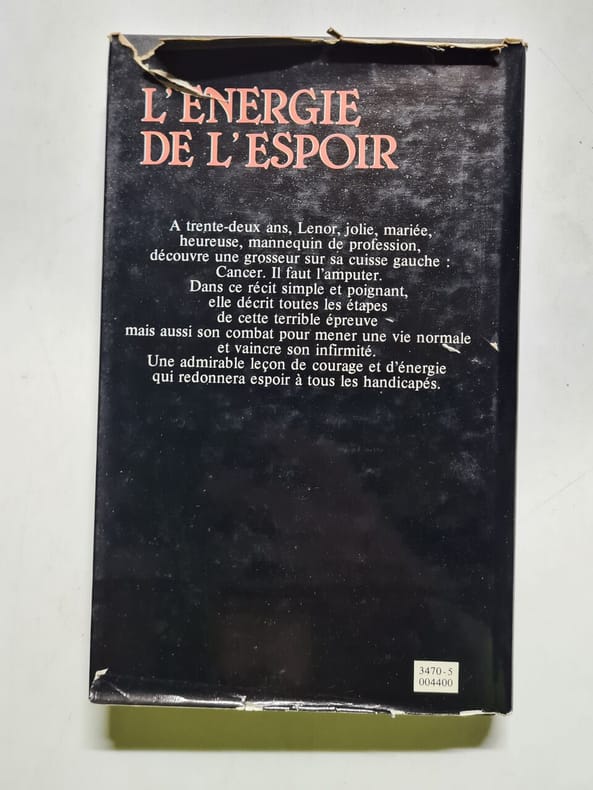 L'ENERGIE
DE L'ESPOIR
A trente-deux ans, Lenor, jolie, mariée,
heureuse, mannequin de profession,
découvre une grosseur sur sa cuisse gauche :
Cancer. Il faut l'amputer.
Dans ce récit simple et poignant,
elle décrit toutes les étapes
de cette terrible épreuve
mais aussi son combat pour mener une vie normale
et vaincre son infirmité.
Une admirable leçon de courage et d'énergie
qui redonnera espoir à tous les handicapés.
3470-5
004400